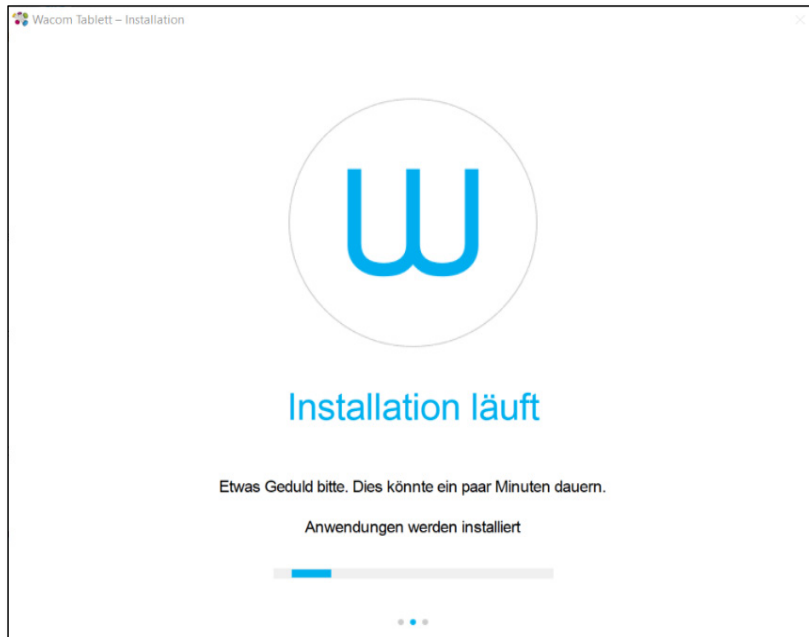 Wacom Tablett – Installation
W
Installation läuft
Etwas Geduld bitte. Dies könnte ein paar Minuten dauern.
Anwendungen werden installiert